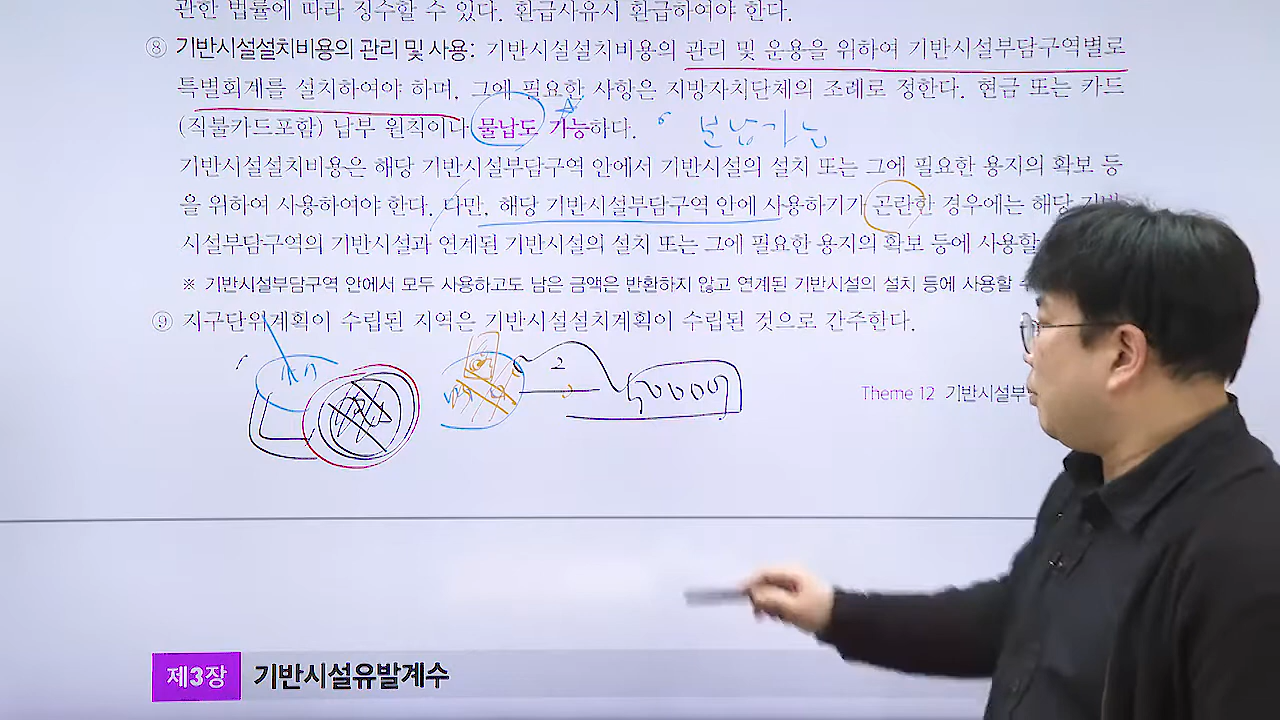 관한 법률에 따라 징수할 수 있다. 환급사유시 환급하여야 한다.
⑧ 기반시설설치비용의 관리 및 사용: 기반시설설치비용의 관리 및 운용을 위하여 기반시설부담구역별로
특별회계를 설치하여야 하며, 그에 필요한 사항은 지방자치단체의 조례로 정한다. 현금 또는 카드
(직불카드포함) 납부 원칙이나 물납도 가능하다. 분납가능
기반시설설치비용은 해당 기반시설부담구역 안에서 기반시설의 설치 또는 그에 필요한 용지의 확보 등
을 위하여 사용하여야 한다. 다만, 해당 기반시설부담구역 안에 사용하기가 곤란한 경우에는 해당 기반
시설부담구역의 기반시설과 연계된 기반시설의 설치 또는 그에 필요한 용지의 확보 등에 사용할
※ 기반시설부담구역 안에서 모두 사용하고도 남은 금액은 반환하지 않고 연계된 기반시설의 설치 등에 사용할
⑨ 지구단위계획이 수립된 지역은 기반시설설치계획이 수립된 것으로 간주한다.
2
Theme 12 기반시설부
제3장 기반시설유발계수